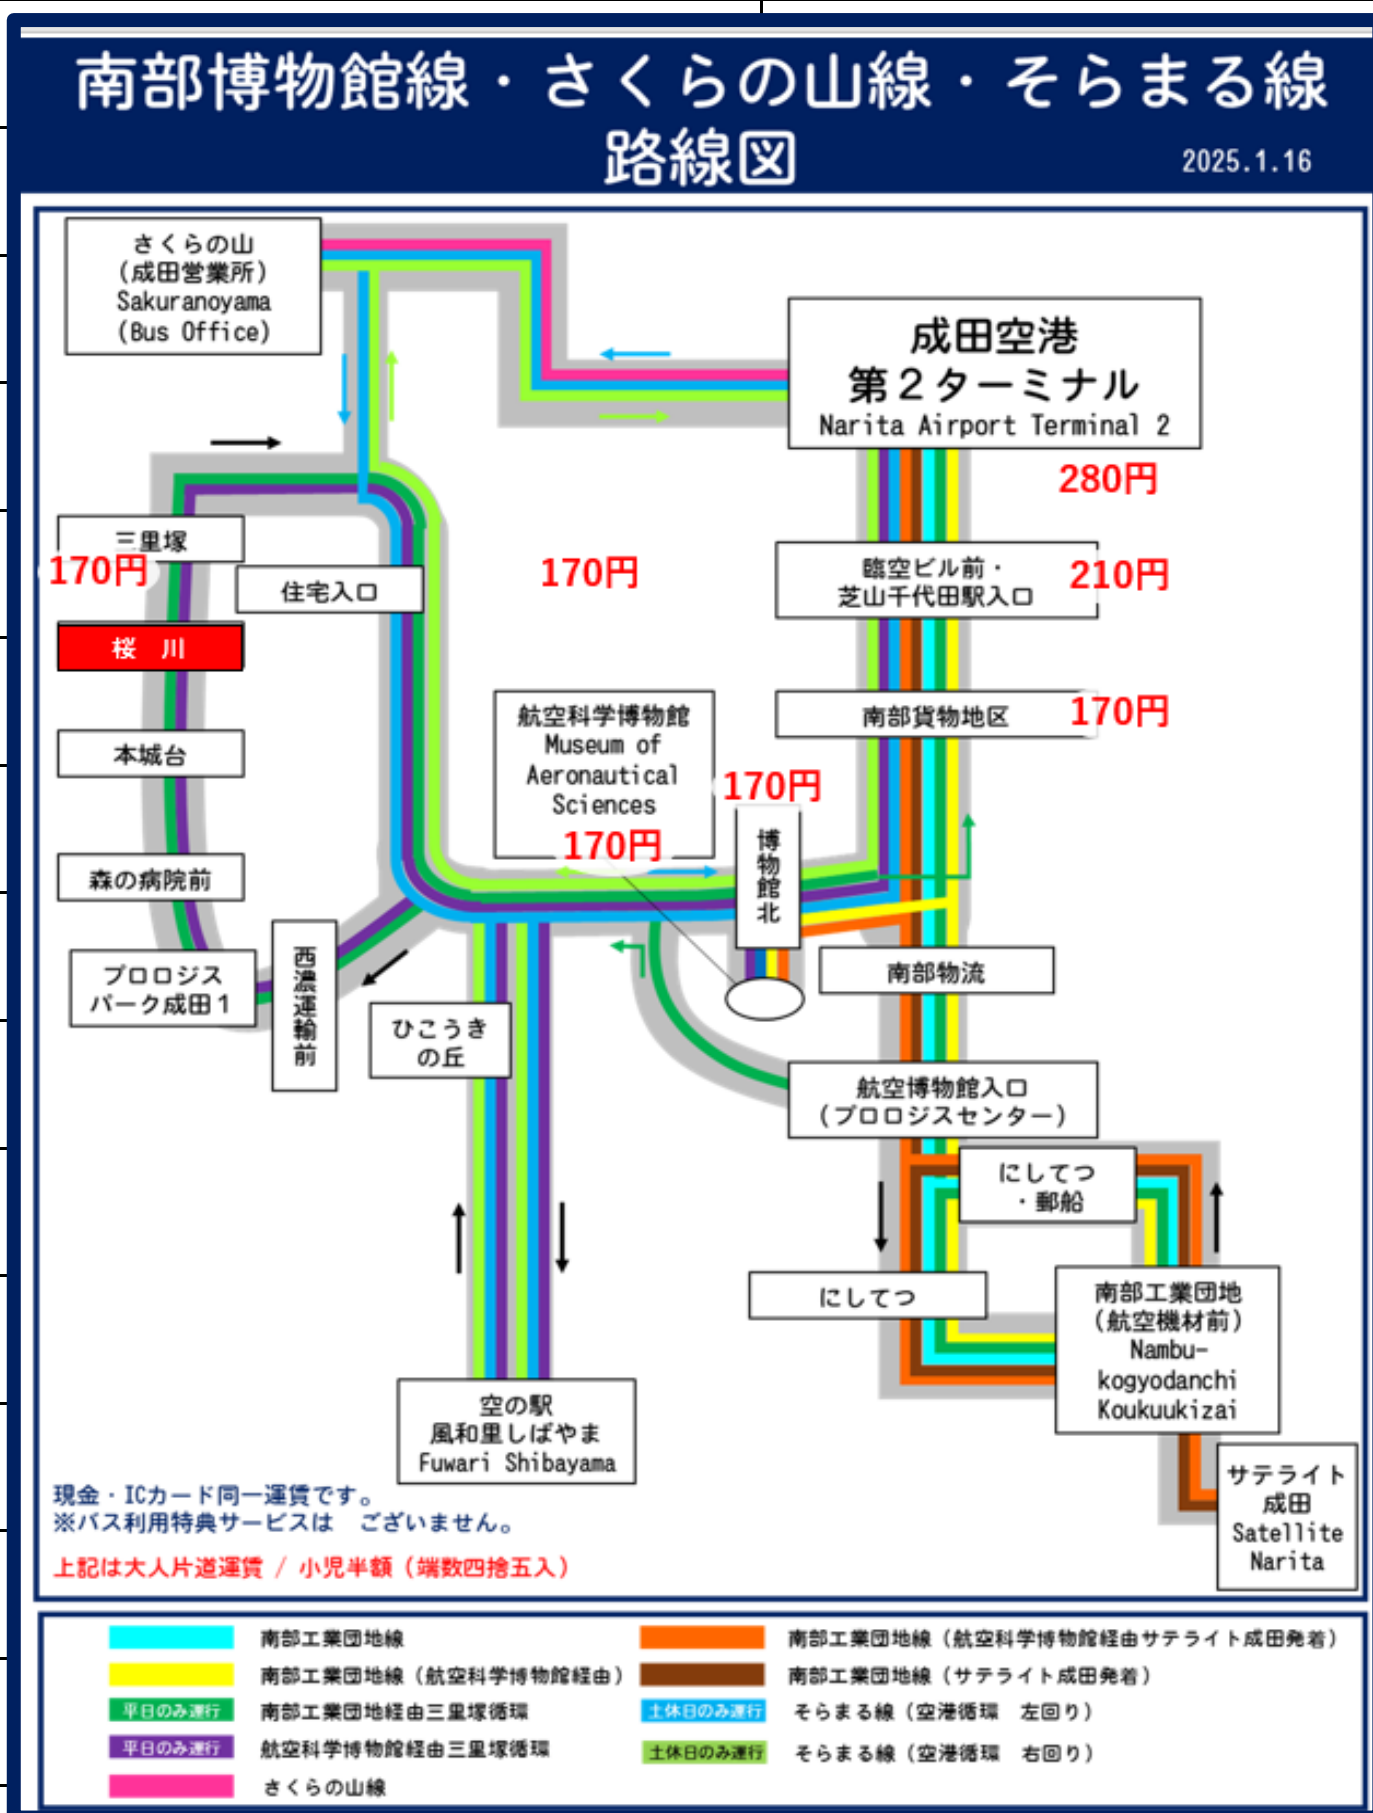 南部博物館線・さくらの山線・そらまる線
路線図
2025.1.16
さくらの山
(成田営業所)
Sakuranoyama
(Bus Office)
成田空港
第2ターミナル
Narita Airport Terminal 2
280円
三里塚
170円
住宅入口
170円
臨空ビル前・
芝山千代田駅入口
210円
桜 川
航空科学博物館
Museum of
Aeronautical
Sciences
170円
南部貨物地区
170円
本城台
170円
博物館北
森の病院前
西濃運輸前
プロロジス
パーク成田1
南部物流
ひこうき
の丘
航空博物館入口
(プロロジスセンター)
にしてつ
・郵船
にしてつ
南部工業団地
(航空機材前)
Nambu-
kogyodanchi
Koukuukizai
空の駅
風和里しばやま
Fuwari Shibayama
サテライト
成田
Satellite
Narita
現金・ICカード同一運賃です。
※バス利用特典サービスは ございません。
上記は大人片道運賃 / 小児半額(端数四捨五入)
南部工業団地線
南部工業団地線(航空科学博物館経由)
平日のみ運行 南部工業団地経由三里塚循環
平日のみ運行 航空科学博物館経由三里塚循環
さくらの山線
南部工業団地線(航空科学博物館経由サテライト成田発着)
南部工業団地線(サテライト成田発着)
土休日のみ運行 そらまる線(空港循環 左回り)
土休日のみ運行 そらまる線(空港循環 右回り)